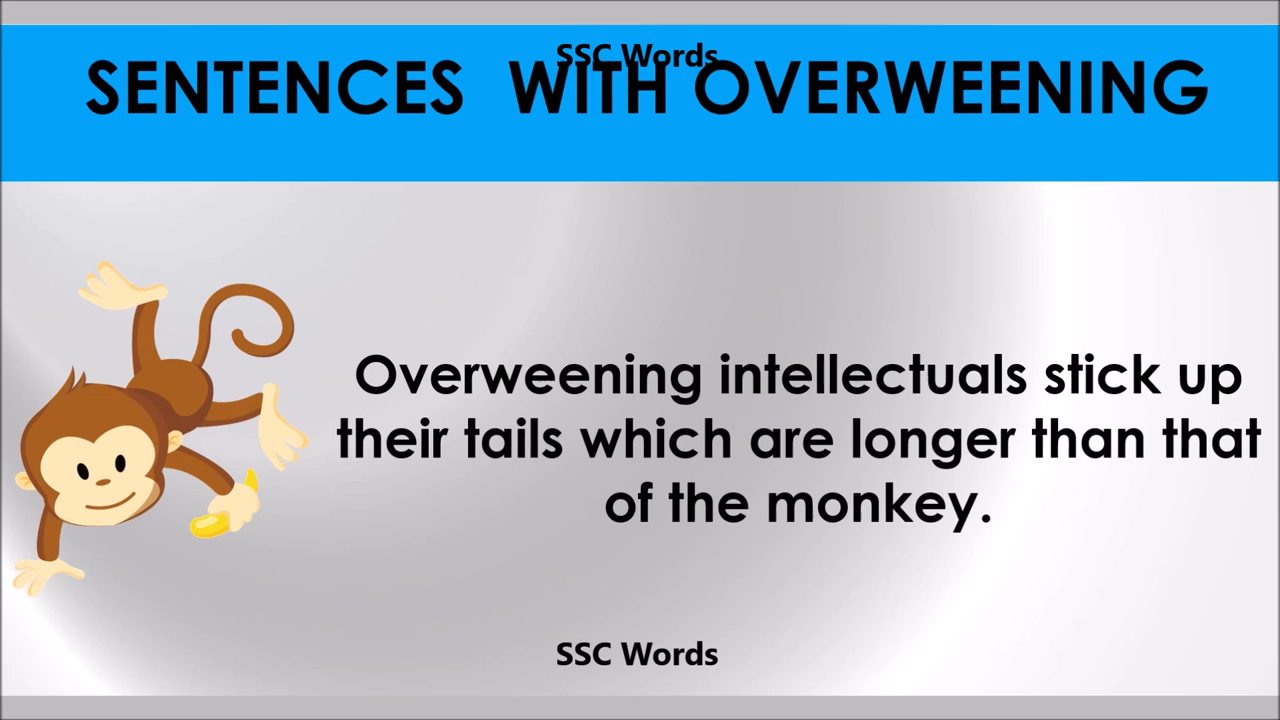 SSC Words
SENTENCES WITH OVERWEENING
Overweening intellectuals stick up
their tails which are longer than that
of the monkey.
SSC Words